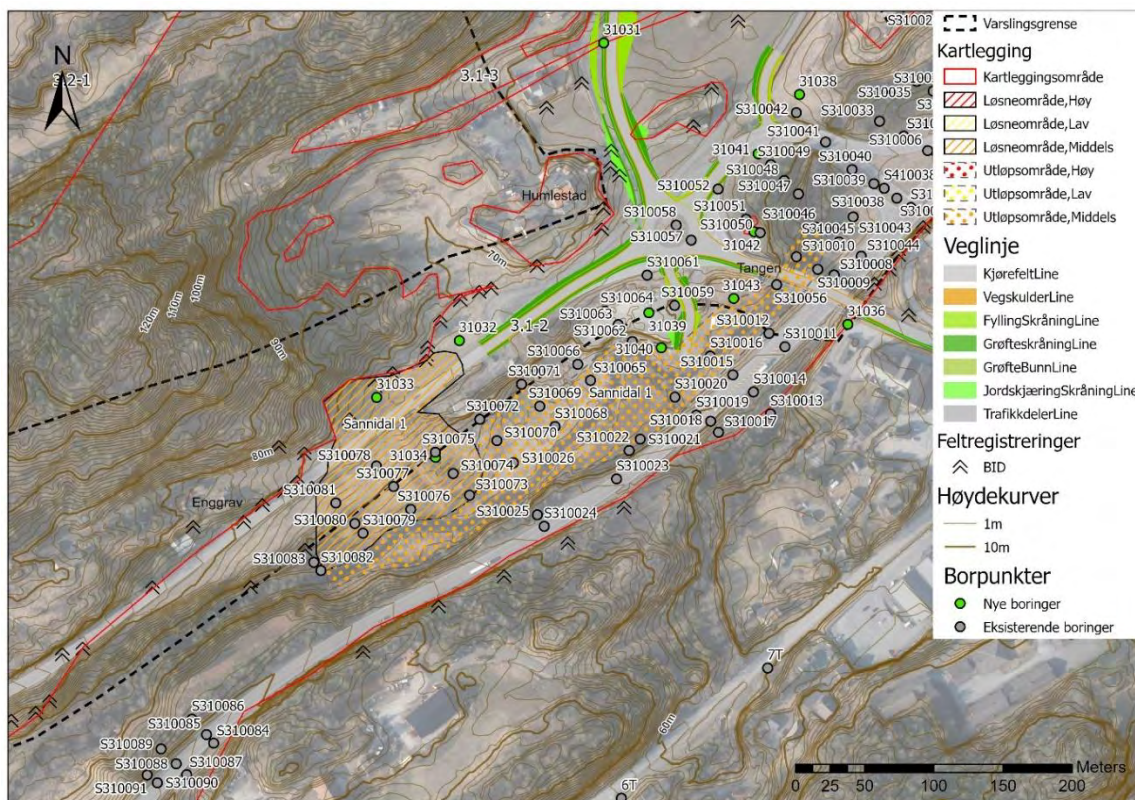 N
3.2-1
3.1-3
31031
S31002
31038
S310035
S310042
S310033
S310041
S310006
31041
S310049
S310048
S310040
S310047
S310039
S410038
S310052
Humlestad
S310051
S310046
S310038
S310058
S310050
S310045
S310043
S310057
31042
S310010
S310044
70m
S310061
Tangen
S310008
S310009
110m
120m
100m
90m
S310064
S310059
31043
S310056
S310063
31039
S310012
31036
31032
3.1-2
S310062
S310011
31040
S310016
S310066
S310015
S310071
S310065
31033
Sannidal 1
S310020
S310014
S310069
S310019
Sannidal 1
S310072
S310068
S310018
S310013
S310075
S310070
S310022
S310021
S310017
80m
S310078
31034
S310026
S310077
S310074
S310023
S310081
S310076
S310073
Enggrav
S310080
S310079
S310025
S310024
S310083
S310082
7T
60m
S310086
S310085
S310084
S310089
S310088
S310087
S310091
S310090
6T
Meters
0 25 50 100 150 200
Varslingsgrense
Kartlegging
Kartleggingsområde
Løsneområde,Høy
Løsneområde,Lav
Løsneområde,Middels
Utløpsområde,Høy
Utløpsområde,Lav
Utløpsområde,Middels
Veglinje
KjørefeltLine
VegskulderLine
FyllingSkråningLine
GrøfteskråningLine
GrøfteBunnLine
JordskjæringSkråningLine
TrafikkdelerLine
Feltregistreringer
BID
Høydekurver
1m
10m
Borpunkter
Nye boringer
Eksisterende boringer